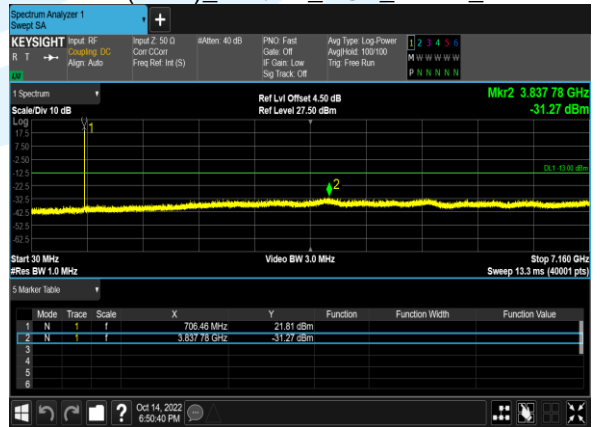 Spectrum Analyzer 1
Swept SA
+
KEYSIGHT
R T
LU
Input: RF
Coupling: DC
Align: Auto
Input Z: 50 Ω
Corr CCorr
Freq Ref: Int (S)
#Atten: 40 dB
PNO: Fast
Gate: Off
IF Gain: Low
Sig Track: Off
Avg Type: Log-Power
Avg|Hold: 100/100
Trig: Free Run
1 2 3 4 5 6
M W W W W W
P N N N N N
1 Spectrum
Scale/Div 10 dB
Log
Ref Lvl Offset 4.50 dB
Ref Level 27.50 dBm
Mkr2 3.837 78 GHz
-31.27 dBm
17.5
7.50
-2.50
-12.5
-22.5
-32.5
-42.5
-52.5
-62.5
1
2
DL1 -13.00 dBm
Start 30 MHz
#Res BW 1.0 MHz
Video BW 3.0 MHz
Stop 7.160 GHz
Sweep 13.3 ms (40001 pts)
5 Marker Table
Mode Trace Scale X Y Function Function Width Function Value
1 N 1 f 706.46 MHz 21.81 dBm
2 N 1 f 3.837 78 GHz -31.27 dBm
3
4
5
6
?
Oct 14, 2022
6:50:40 PM